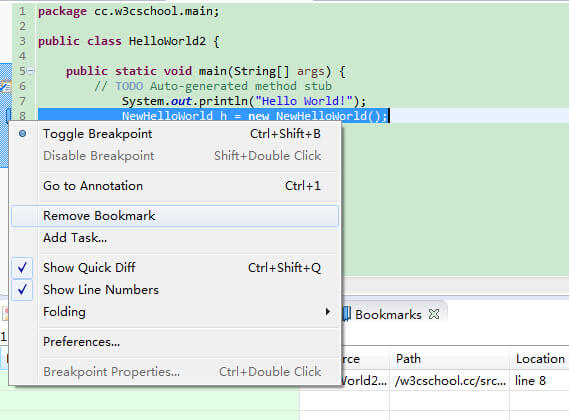 1 package cc.w3cschool.main;
2
3 public class HelloWorld2 {
4
5 public static void main(String[] args) {
6 // TODO Auto-generated method stub
7 System.out.println("Hello World!");
8 NewHelloWorld h = new NewHelloWorld();
Toggle Breakpoint Ctrl+Shift+B
Disable Breakpoint Shift+Double Click
Go to Annotation Ctrl+1
Remove Bookmark
Add Task...
Show Quick Diff Ctrl+Shift+Q
Show Line Numbers
Folding
Preferences...
Breakpoint Properties... Ctrl+Double Click
Bookmarks
1
rce Path Location
World2... /w3cschool.cc/src... line 8